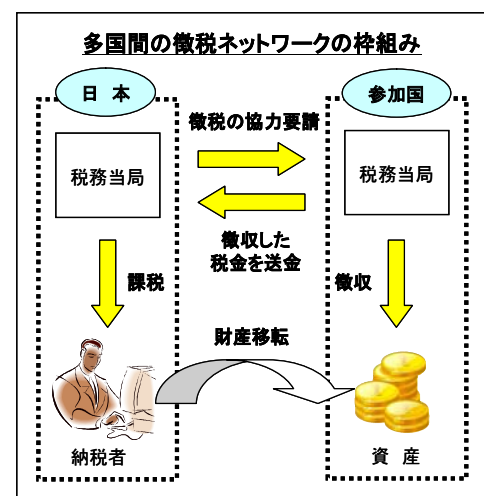 多国間の徴税ネットワークの枠組み
日 本
参加国
徴税の協力要請
税務当局
税務当局
徴収した
税金を送金
課税
徴収
財産移転
納税者
資 産